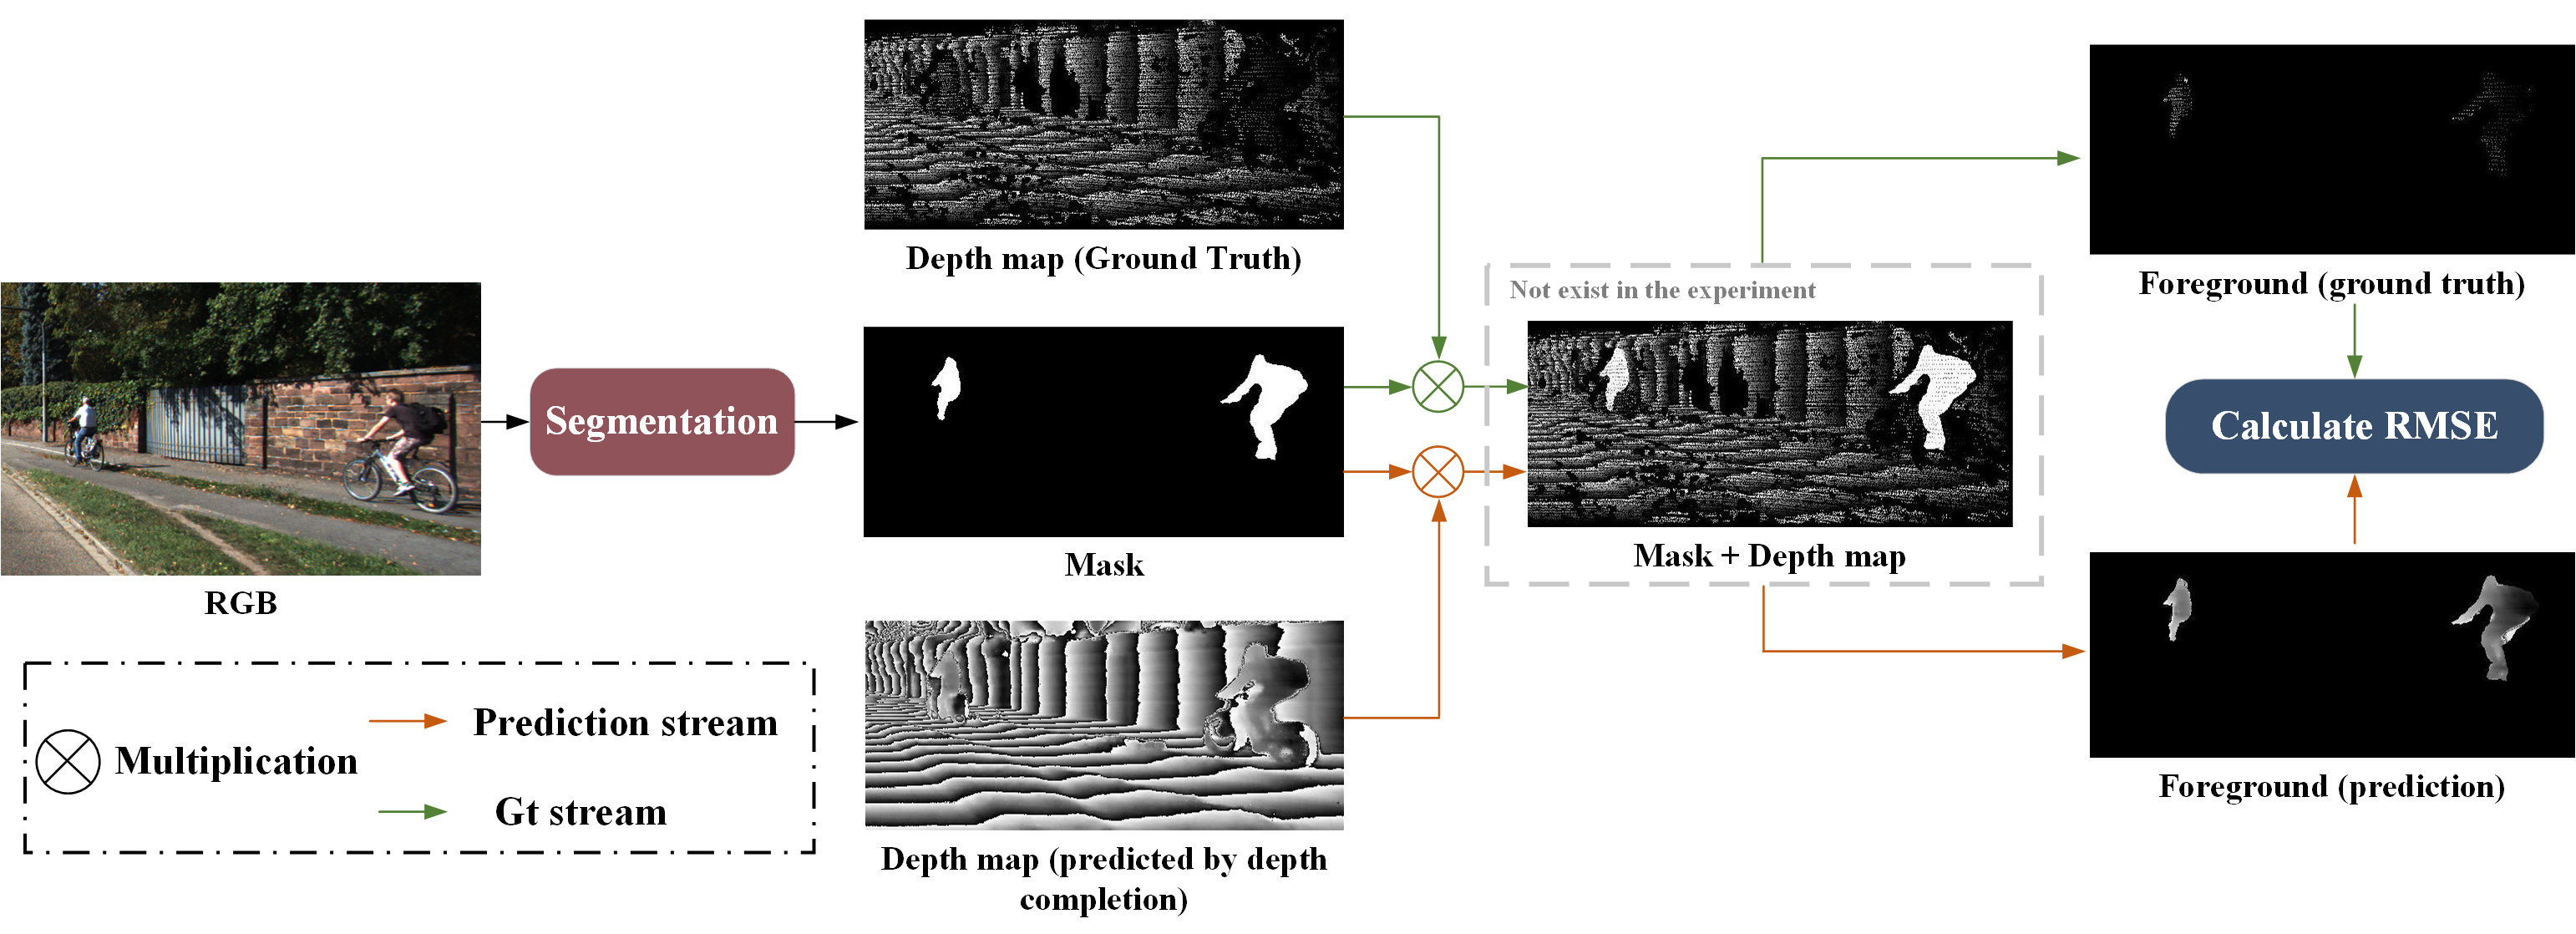 Depth map (Ground Truth)
Not exist in the experiment
Foreground (ground truth)
Segmentation
Calculate RMSE
Mask
Mask + Depth map
RGB
Prediction stream
Multiplication
Gt stream
Foreground (prediction)
Depth map (predicted by depth
completion)